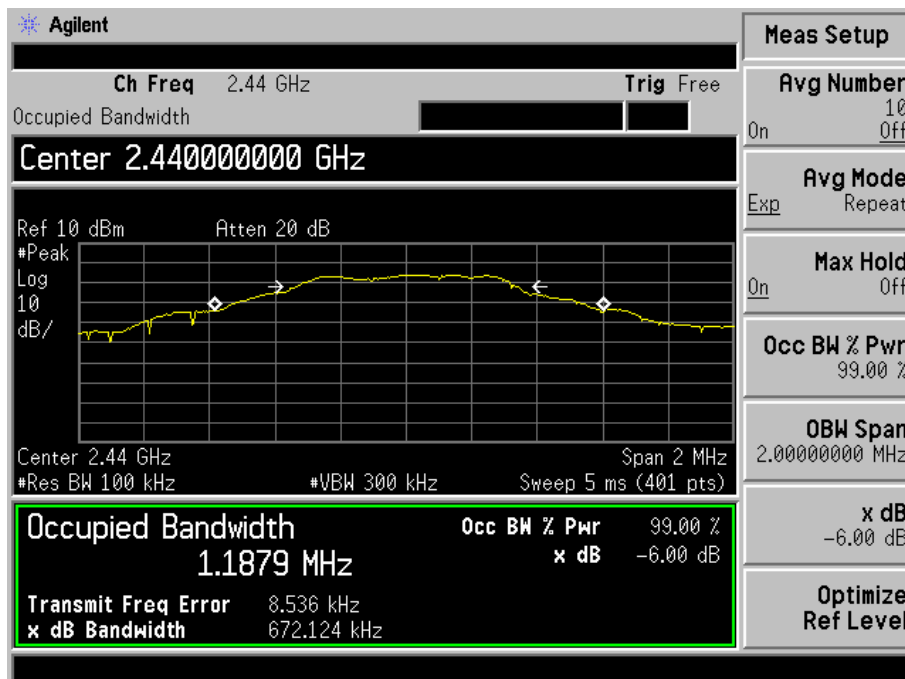 Agilent
Ch Freq 2.44 GHz Trig Free
Occupied Bandwidth
Center 2.440000000 GHz
Ref 10 dBm Atten 20 dB
#Peak
Log
10
dB/
Center 2.44 GHz Span 2 MHz
#Res BW 100 kHz #VBW 300 kHz Sweep 5 ms (401 pts)
Occupied Bandwidth
1.1879 MHz
Occ BW % Pwr 99.00 %
x dB -6.00 dB
Transmit Freq Error 8.536 kHz
x dB Bandwidth 672.124 kHz
Meas Setup
Avg Number
10
On Off
Avg Mode
Exp Repeat
Max Hold
On Off
Occ BW % Pwr
99.00 %
OBW Span
2.00000000 MHz
x dB
-6.00 dB
Optimize
Ref Level